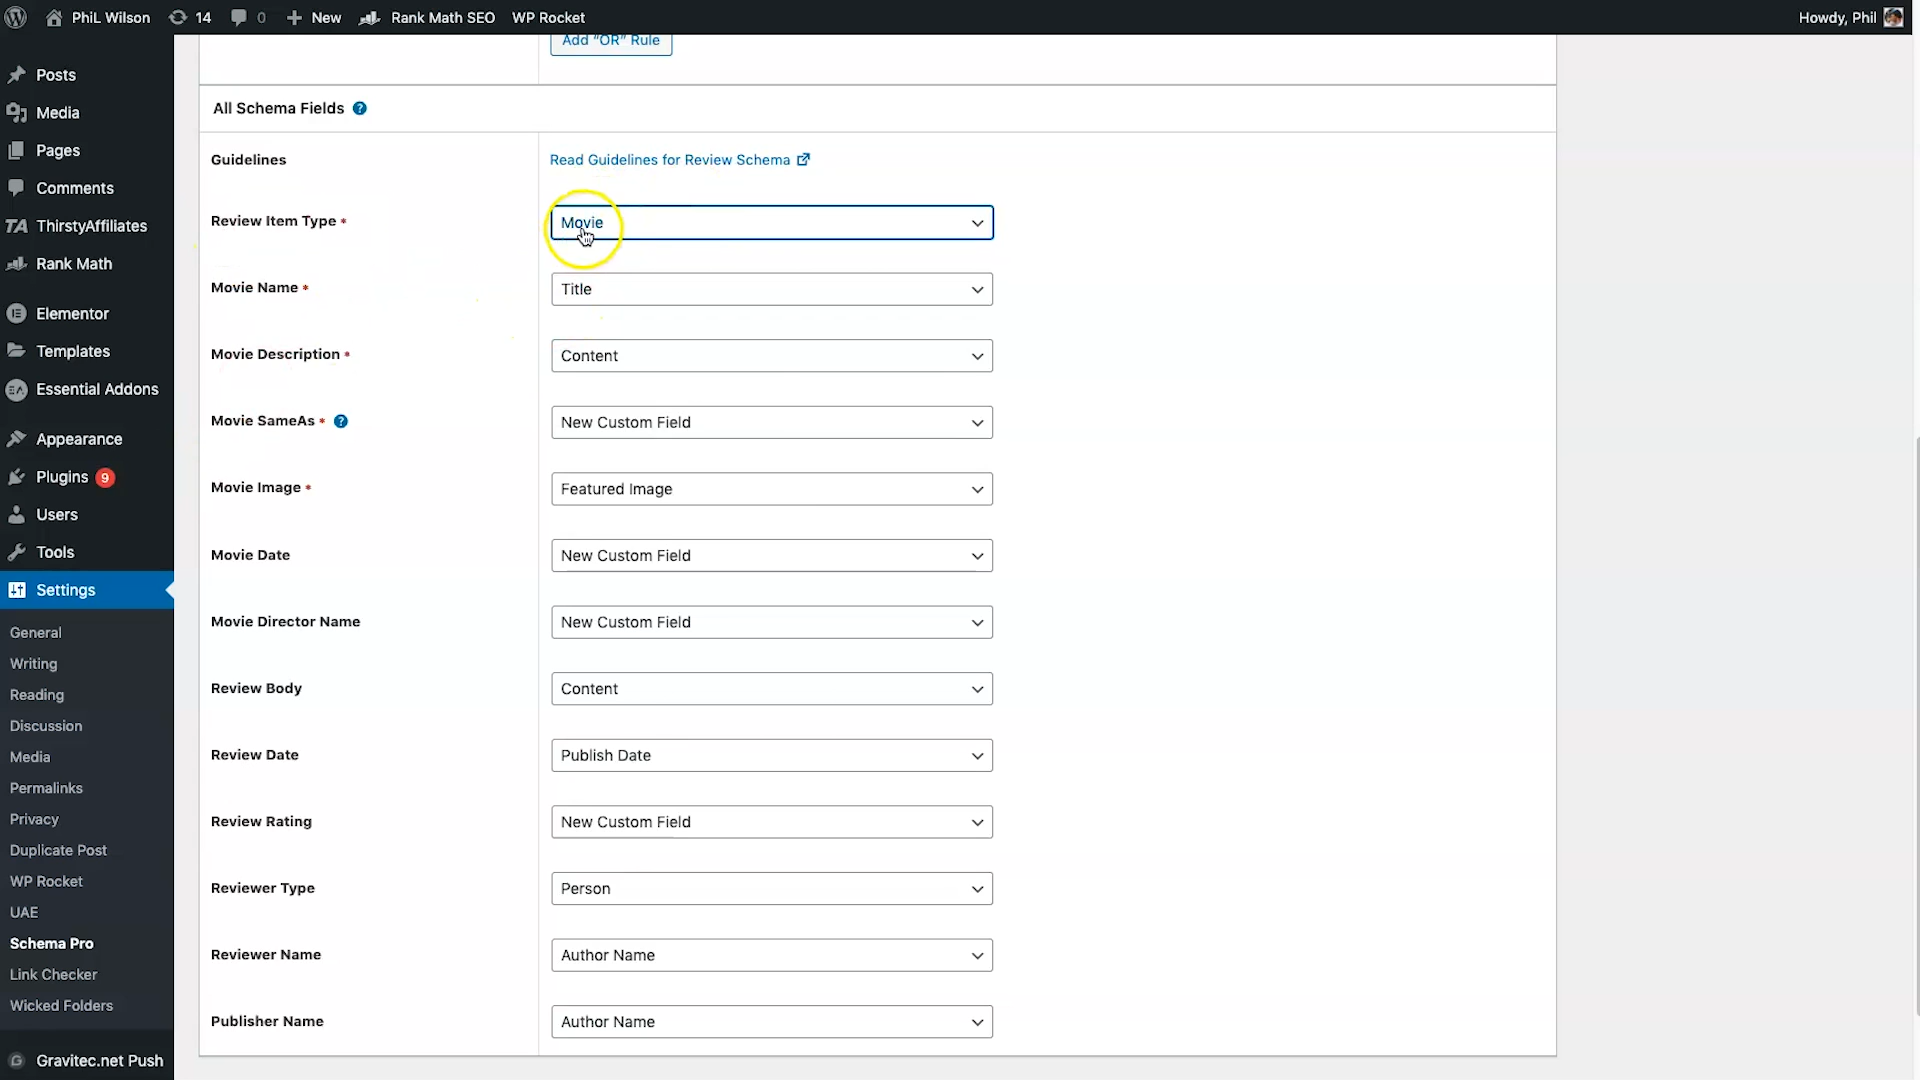 PhiL Wilson 14 0 New Rank Math SEO WP Rocket Howdy, Phil
Posts
Media
Pages
Comments
TA ThirstyAffiliates
Rank Math
Elementor
Templates
EA Essential Addons
Appearance
Plugins 9
Users
Tools
Settings
General
Writing
Reading
Discussion
Media
Permalinks
Privacy
Duplicate Post
WP Rocket
UAE
Schema Pro
Link Checker
Wicked Folders
G Gravitec.net Push
Add “OR” Rule
All Schema Fields ?
Guidelines Read Guidelines for Review Schema
Review Item Type * Movie
Movie Name * Title
Movie Description * Content
Movie SameAs * ? New Custom Field
Movie Image * Featured Image
Movie Date New Custom Field
Movie Director Name New Custom Field
Review Body Content
Review Date Publish Date
Review Rating New Custom Field
Reviewer Type Person
Reviewer Name Author Name
Publisher Name Author Name